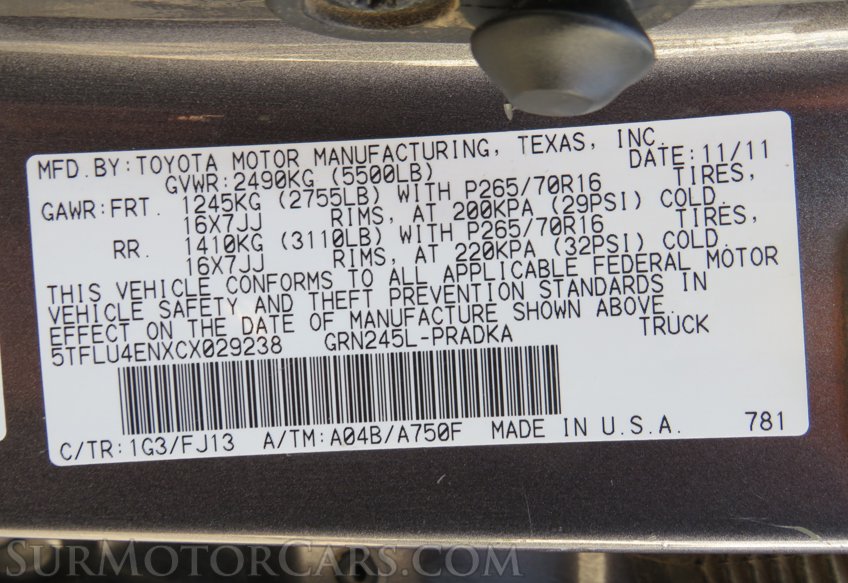 MFD.BY:TOYOTA MOTOR MANUFACTURING, TEXAS, INC.
GVWR:2490KG (5500LB) DATE:11/11
GAWR:FRT. 1245KG (2755LB) WITH P265/70R16 TIRES,
16X7JJ RIMS, AT 200KPA (29PSI) COLD.
RR. 1410KG (3110LB) WITH P265/70R16 TIRES,
16X7JJ RIMS, AT 220KPA (32PSI) COLD.
THIS VEHICLE CONFORMS TO ALL APPLICABLE FEDERAL MOTOR
VEHICLE SAFETY AND THEFT PREVENTION STANDARDS IN
EFFECT ON THE DATE OF MANUFACTURE SHOWN ABOVE.
5TFLU4ENXCX029238 GRN245L-PRADKA TRUCK
C/TR:1G3/FJ13 A/TM:A04B/A750F MADE IN U.S.A. 781
SurMotorCars.com